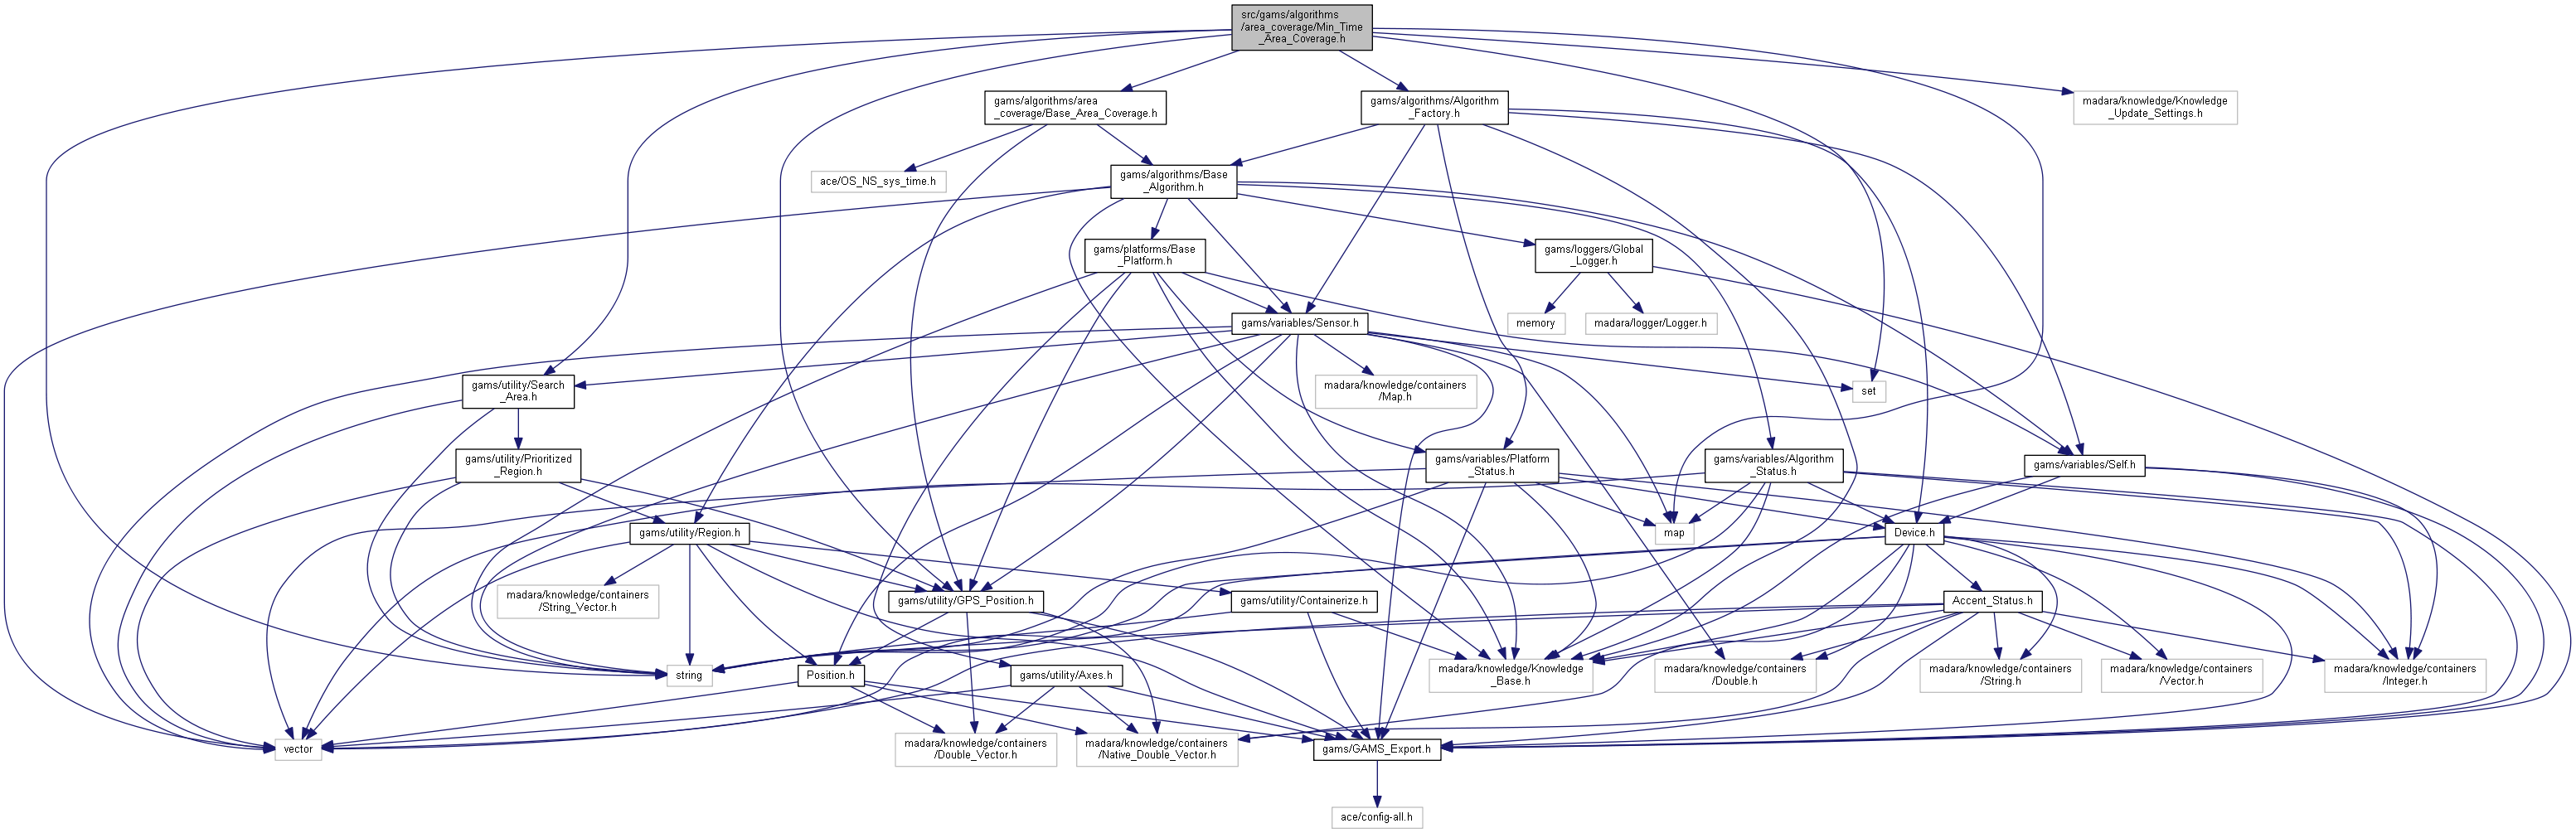 src/gams/algorithms
/area_coverage/Min_Time
_Area_Coverage.h
gams/algorithms/area
_coverage/Base_Area_Coverage.h
gams/algorithms/Algorithm
_Factory.h
madara/knowledge/Knowledge
_Update_Settings.h
ace/OS_NS_sys_time.h
gams/algorithms/Base
_Algorithm.h
gams/platforms/Base
_Platform.h
gams/loggers/Global
_Logger.h
gams/variables/Sensor.h
memory
madara/logger/Logger.h
gams/utility/Search
_Area.h
madara/knowledge/containers
/Map.h
set
gams/utility/Prioritized
_Region.h
gams/variables/Platform
_Status.h
gams/variables/Algorithm
_Status.h
gams/variables/Self.h
gams/utility/Region.h
map
Device.h
madara/knowledge/containers
/String_Vector.h
gams/utility/GPS_Position.h
gams/utility/Containerize.h
Accent_Status.h
string
Position.h
gams/utility/Axes.h
madara/knowledge/Knowledge
_Base.h
madara/knowledge/containers
/Double.h
madara/knowledge/containers
/String.h
madara/knowledge/containers
/Vector.h
madara/knowledge/containers
/Integer.h
vector
madara/knowledge/containers
/Double_Vector.h
madara/knowledge/containers
/Native_Double_Vector.h
gams/GAMS_Export.h
ace/config-all.h